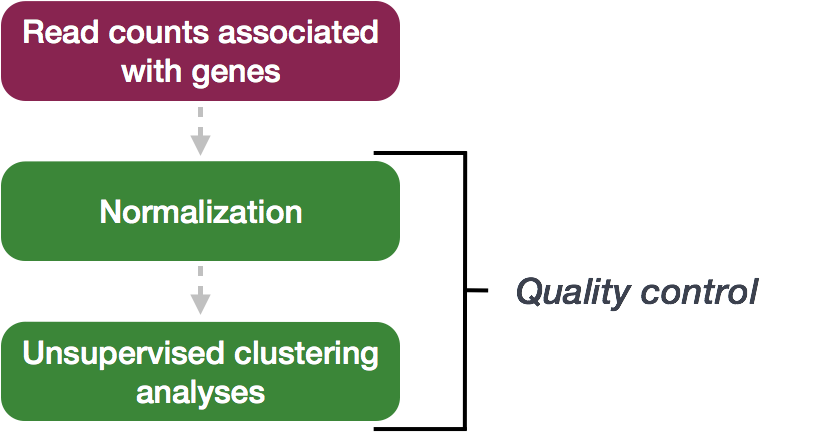 Read counts associated
with genes
Normalization
Quality control
Unsupervised clustering
analyses